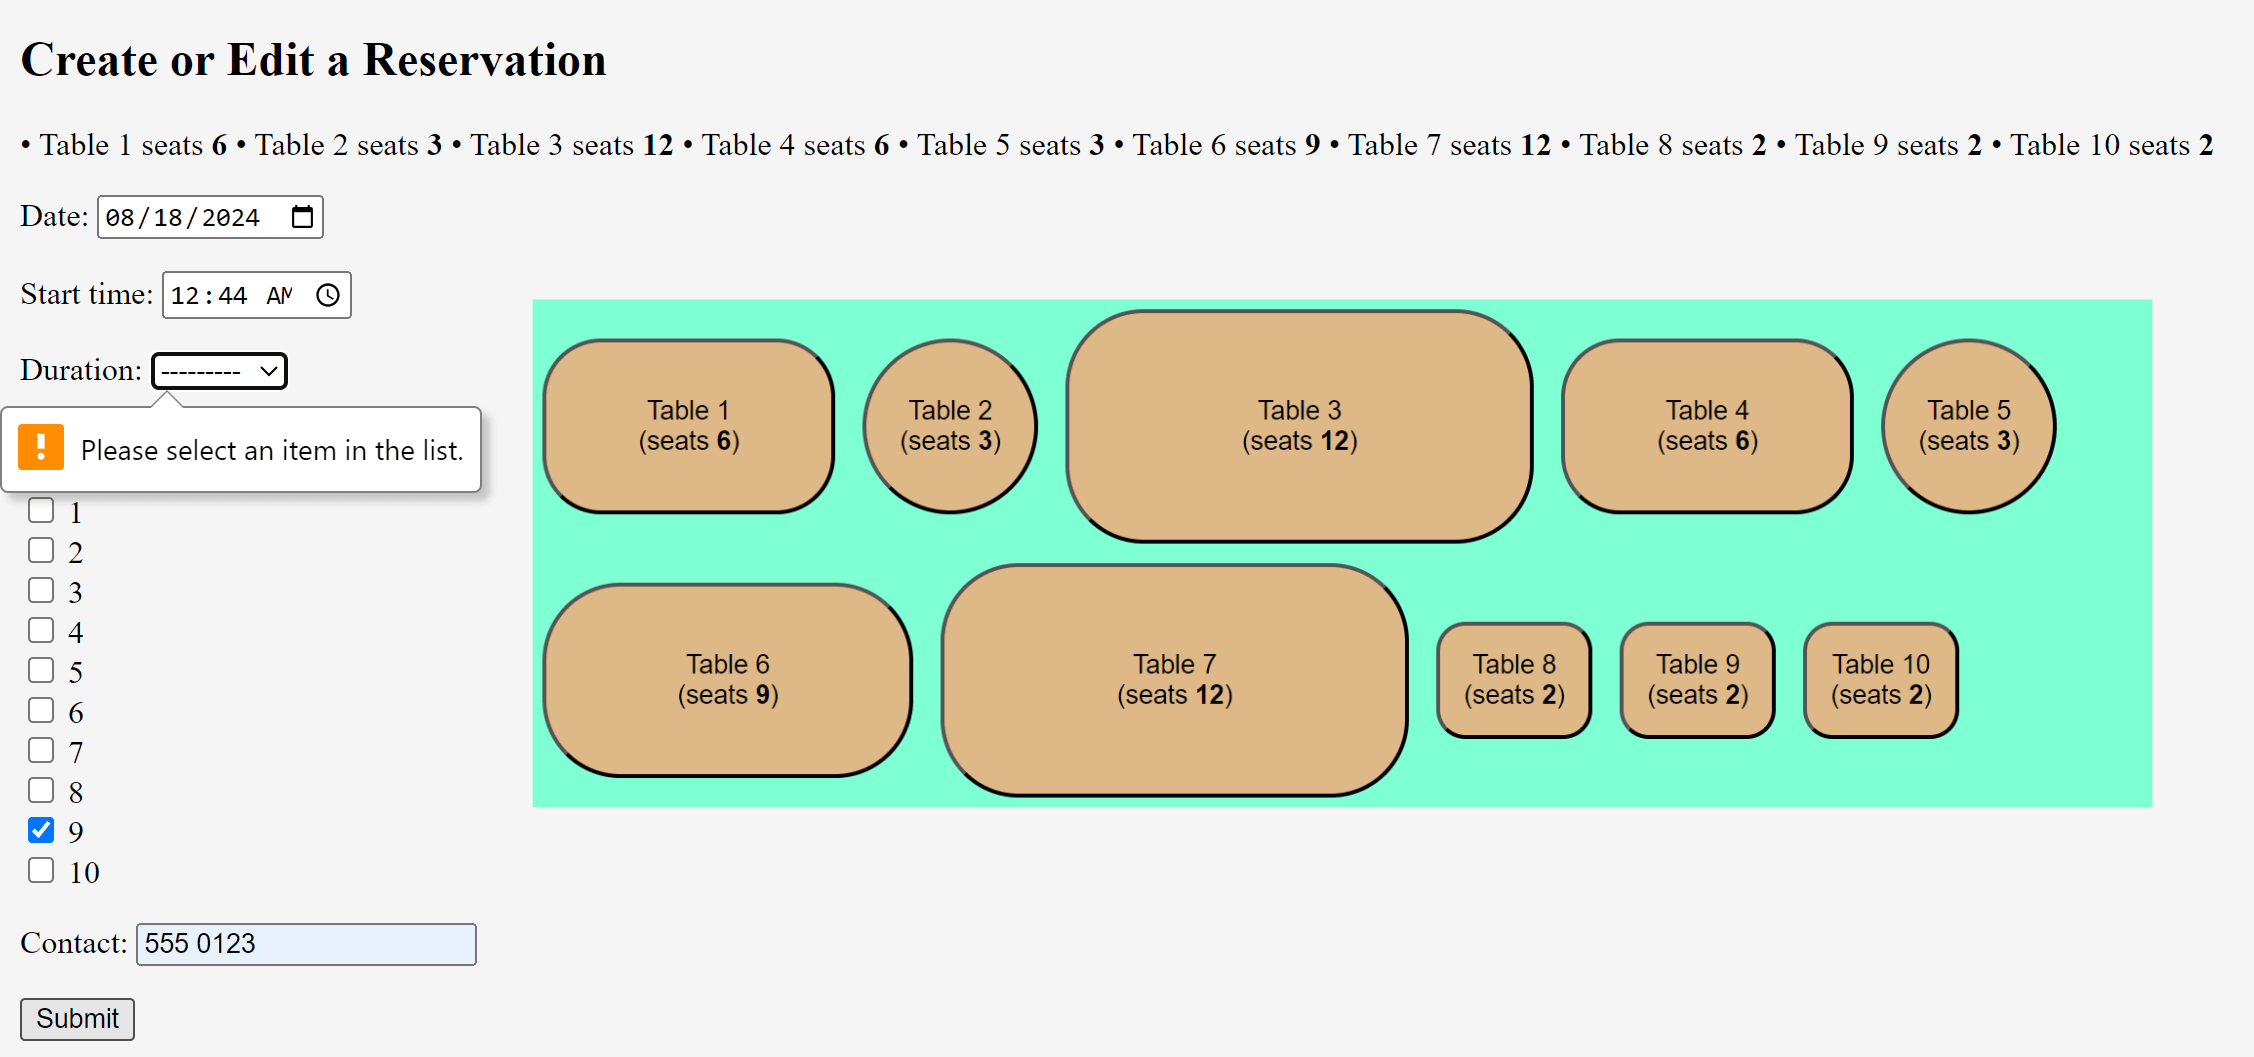 Create or Edit a Reservation
• Table 1 seats 6 • Table 2 seats 3 • Table 3 seats 12 • Table 4 seats 6 • Table 5 seats 3 • Table 6 seats 9 • Table 7 seats 12 • Table 8 seats 2 • Table 9 seats 2 • Table 10 seats 2
Date: 08/18/2024
Start time: 12:44 AM
Duration: ---------
Please select an item in the list.
1
2
3
4
5
6
7
8
9
10
Contact: 555 0123
Submit
Table 1
(seats 6)
Table 2
(seats 3)
Table 3
(seats 12)
Table 4
(seats 6)
Table 5
(seats 3)
Table 6
(seats 9)
Table 7
(seats 12)
Table 8
(seats 2)
Table 9
(seats 2)
Table 10
(seats 2)